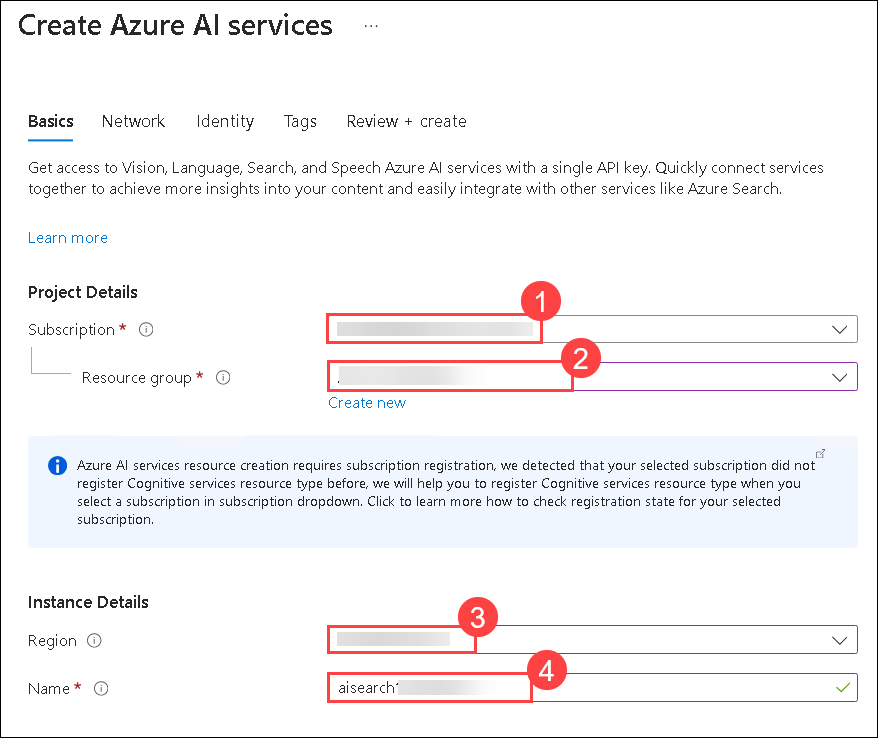 Create Azure AI services ...
Basics Network Identity Tags Review + create
Get access to Vision, Language, Search, and Speech Azure AI services with a single API key. Quickly connect services
together to achieve more insights into your content and easily integrate with other services like Azure Search.
Learn more
Project Details
1
Subscription *
2
Resource group *
Create new
Azure AI services resource creation requires subscription registration, we detected that your selected subscription did not
register Cognitive services resource type before, we will help you to register Cognitive services resource type when you
select a subscription in subscription dropdown. Click to learn more how to check registration state for your selected
subscription.
Instance Details
3
Region
4
Name * aisearch